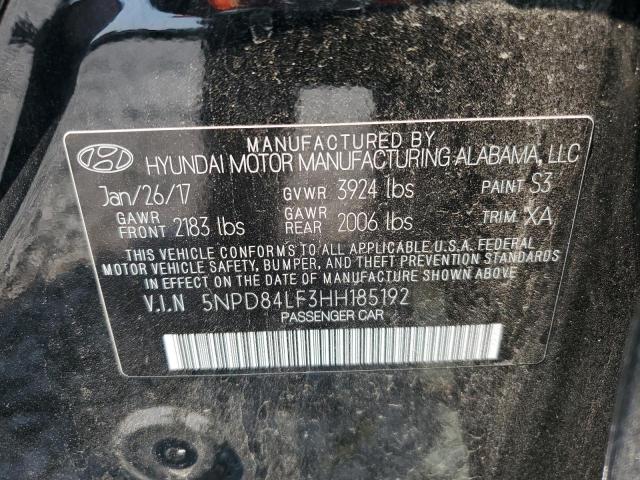 MANUFACTURED BY
HYUNDAI MOTOR MANUFACTURING ALABAMA, LLC
Jan/26/17 GVWR 3924 lbs PAINT S3
GAWR FRONT 2183 lbs GAWR REAR 2006 lbs TRIM XA
THIS VEHICLE CONFORMS TO ALL APPLICABLE U.S.A. FEDERAL
MOTOR VEHICLE SAFETY, BUMPER, AND THEFT PREVENTION STANDARDS
IN EFFECT ON THE DATE OF MANUFACTURE SHOWN ABOVE.
V.I.N 5NPD84LF3HH185192
PASSENGER CAR